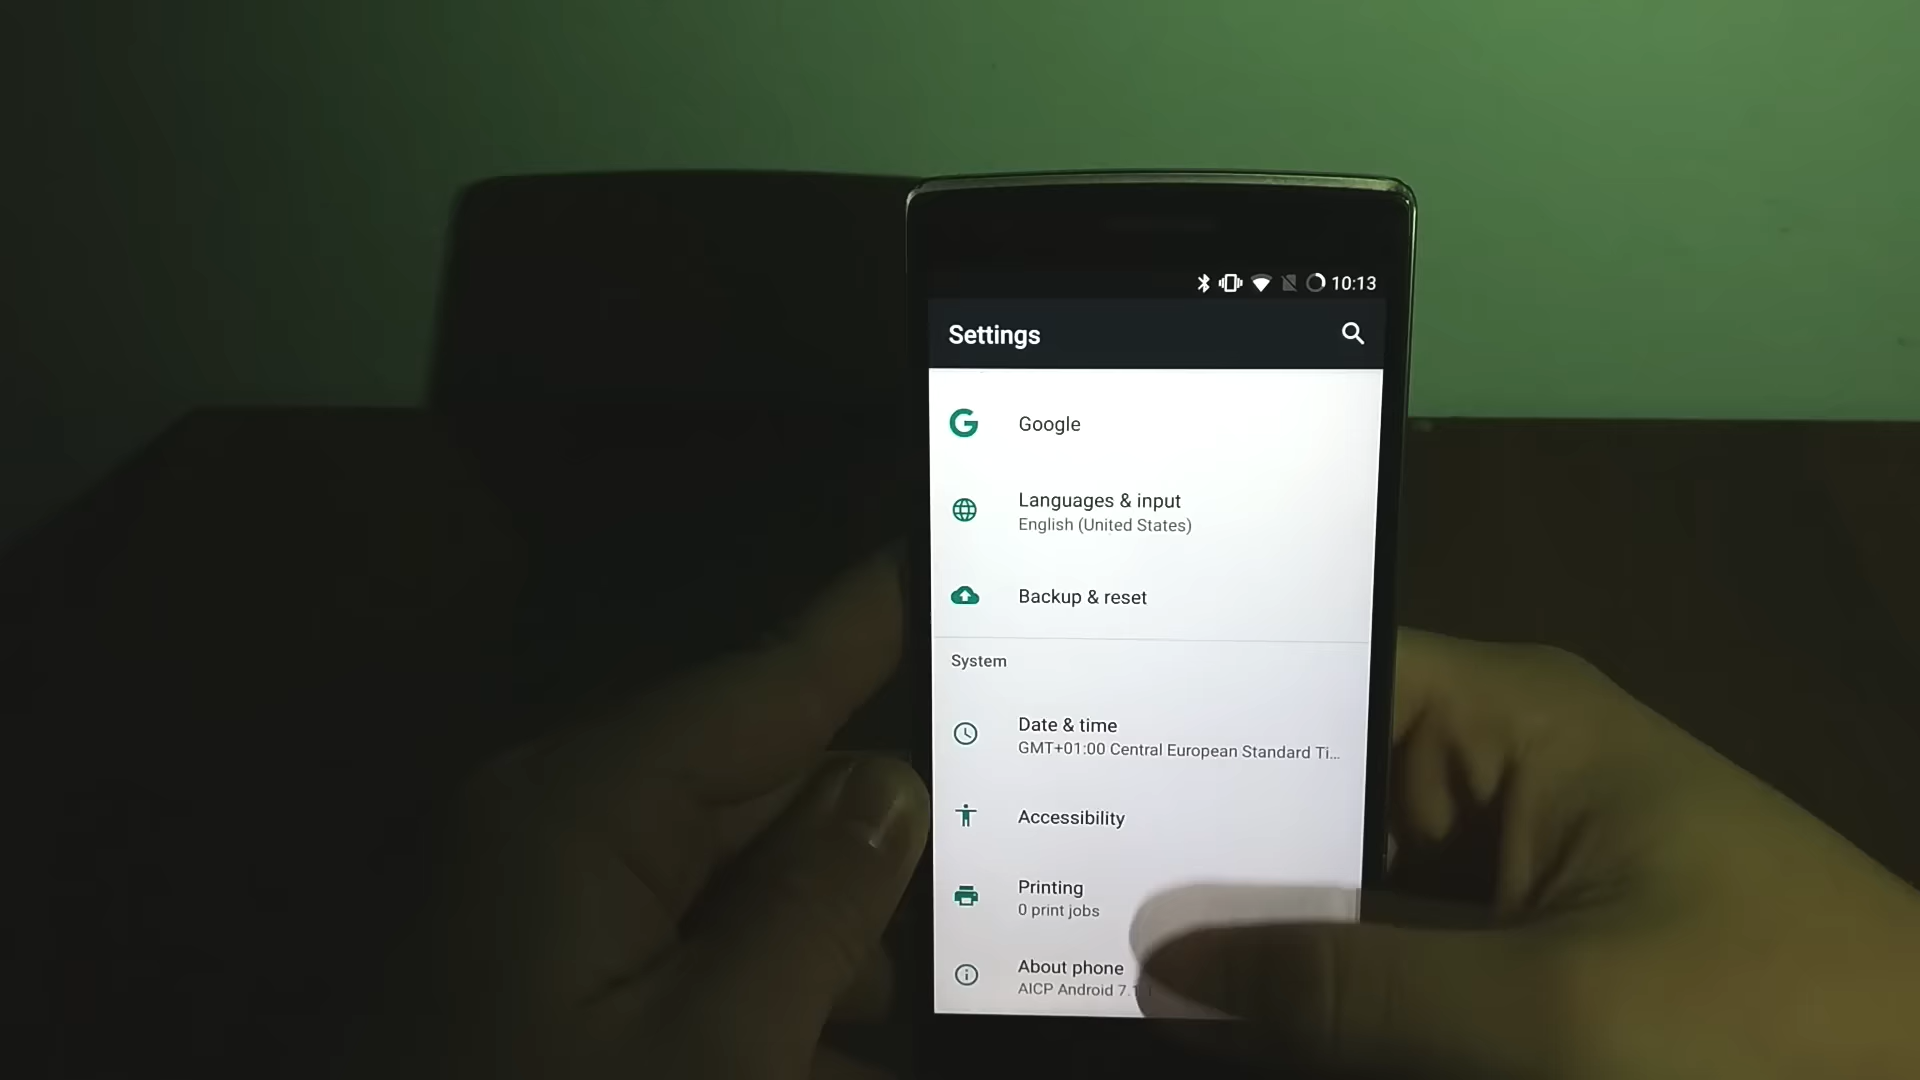 10:13
Settings
Google
Languages & input
English (United States)
Backup & reset
System
Date & time
GMT+01:00 Central European Standard Ti...
Accessibility
Printing
0 print jobs
About phone
AICP Android 7.1